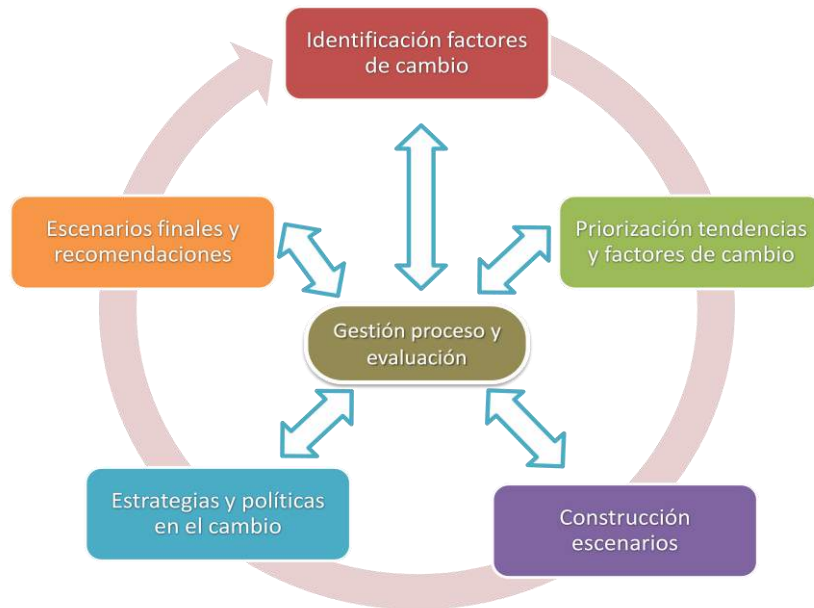 Identificación factores
de cambio
Escenarios finales y
recomendaciones
Priorización tendencias
y factores de cambio
Gestión proceso y
evaluación
Estrategias y políticas
en el cambio
Construcción
escenarios